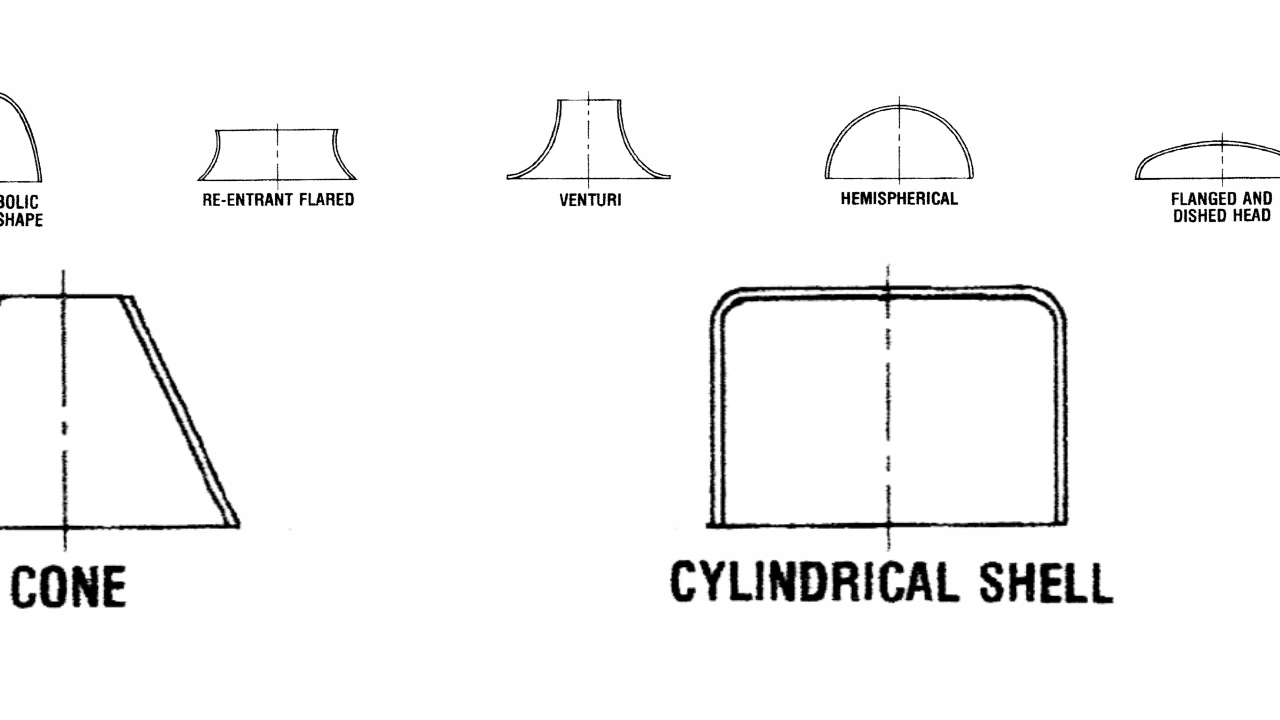 BOLIC
SHAPE
RE-ENTRANT FLARED
VENTURI
HEMISPHERICAL
FLANGED AND
DISHED HEAD
CONE
CYLINDRICAL SHELL